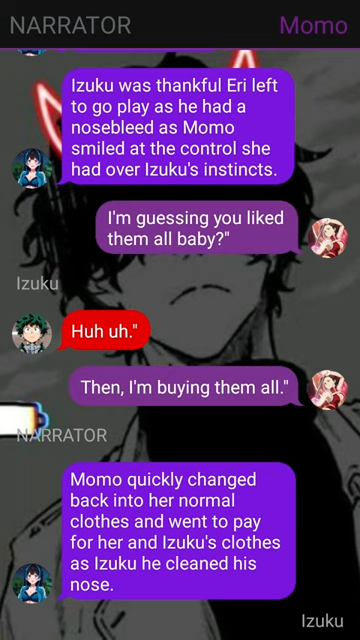 NARRATOR
Momo
Izuku was thankful Eri left
to go play as he had a
nosebleed as Momo
smiled at the control she
had over Izuku's instincts.
I'm guessing you liked
them all baby?"
Izuku
Huh uh."
Then, I'm buying them all."
NARRATOR
Momo quickly changed
back into her normal
clothes and went to pay
for her and Izuku's clothes
as Izuku he cleaned his
nose.
Izuku